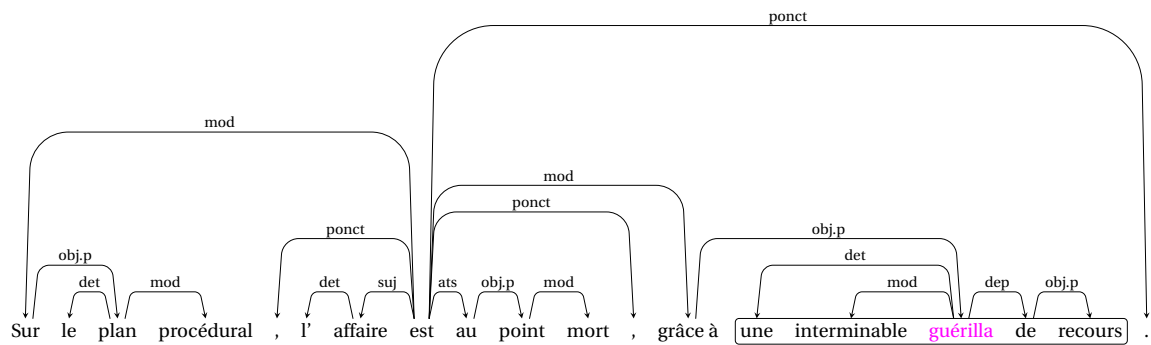 ponct
mod
mod
ponct
ponct obj.p
obj.p det
det mod det suj ats obj.p mod mod dep obj.p
Sur le plan procédural , l’ affaire est au point mort , grâce à une interminable guérilla de recours .